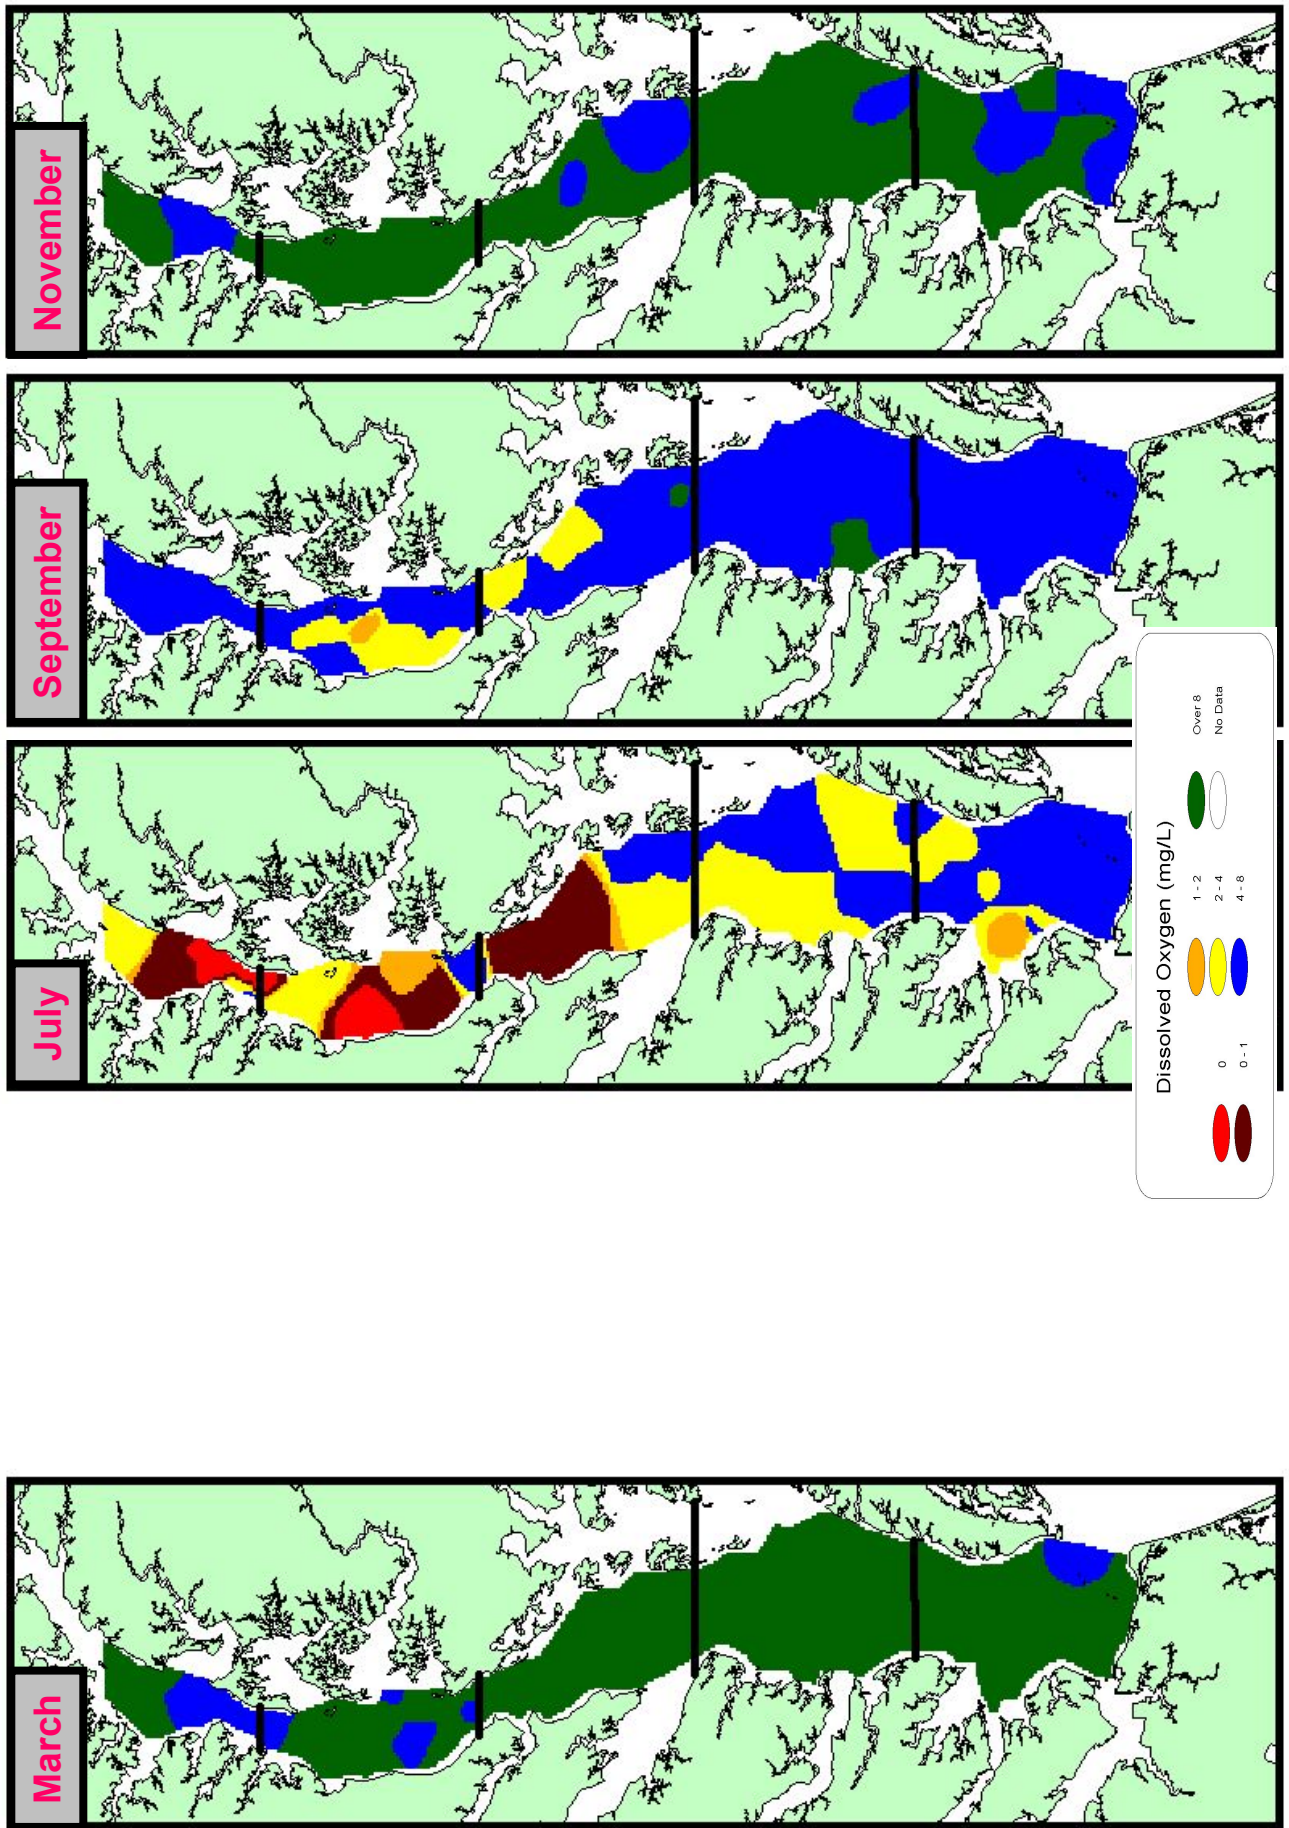 March
July
September
November
Dissolved Oxygen (mg/L)
1 - 2 Over 8
0 2 - 4 No Data
0 - 1 4 - 8